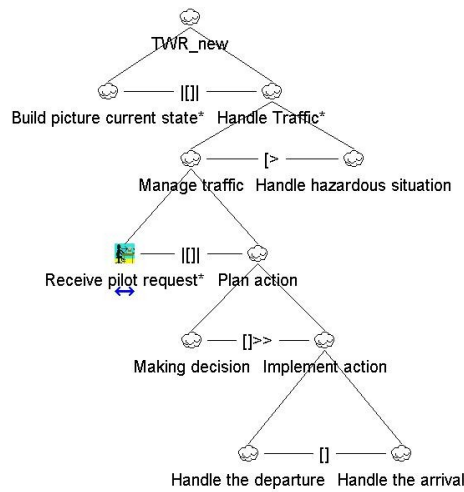 TWR_new
|[]|
Build picture current state* Handle Traffic*
[>
Manage traffic Handle hazardous situation
|[]|
Receive pilot request* Plan action
[]>>
Making decision Implement action
[]
Handle the departure Handle the arrival